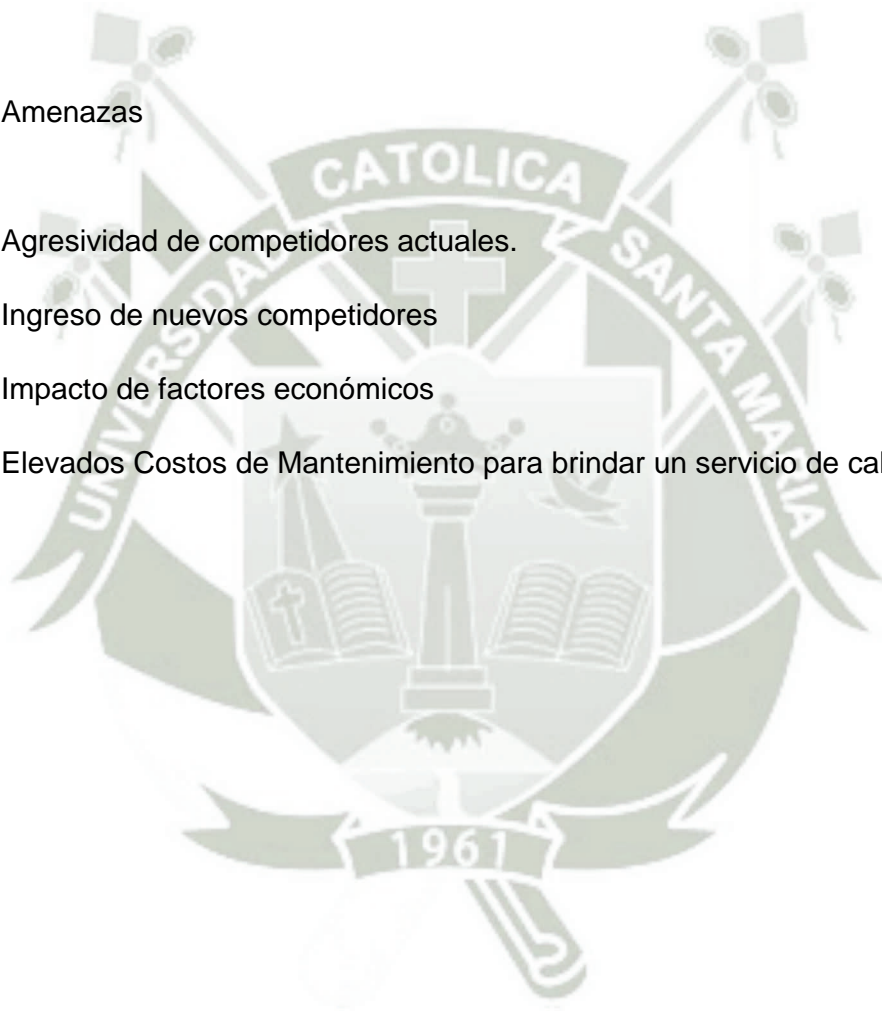 Amenazas
CATOLICA
Agresividad de competidores actuales.
UNIVERSIDAD
SANTA MARIA
Ingreso de nuevos competidores
Impacto de factores económicos
Elevados Costos de Mantenimiento para brindar un servicio de
1961